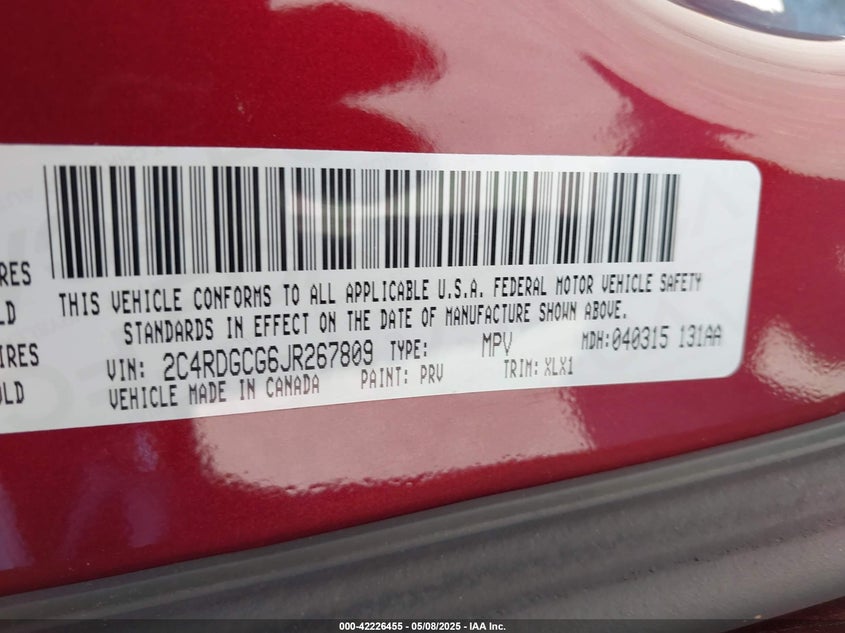 THIS VEHICLE CONFORMS TO ALL APPLICABLE U.S.A. FEDERAL MOTOR VEHICLE SAFETY
STANDARDS IN EFFECT ON THE DATE OF MANUFACTURE SHOWN ABOVE.
VIN: 2C4RDGCG6JR267809 TYPE: MPV MDH: 040315 131AA
VEHICLE MADE IN CANADA PAINT: PRV TRIM: XLX1
000-42226455 - 05/08/2025 - IAA Inc.